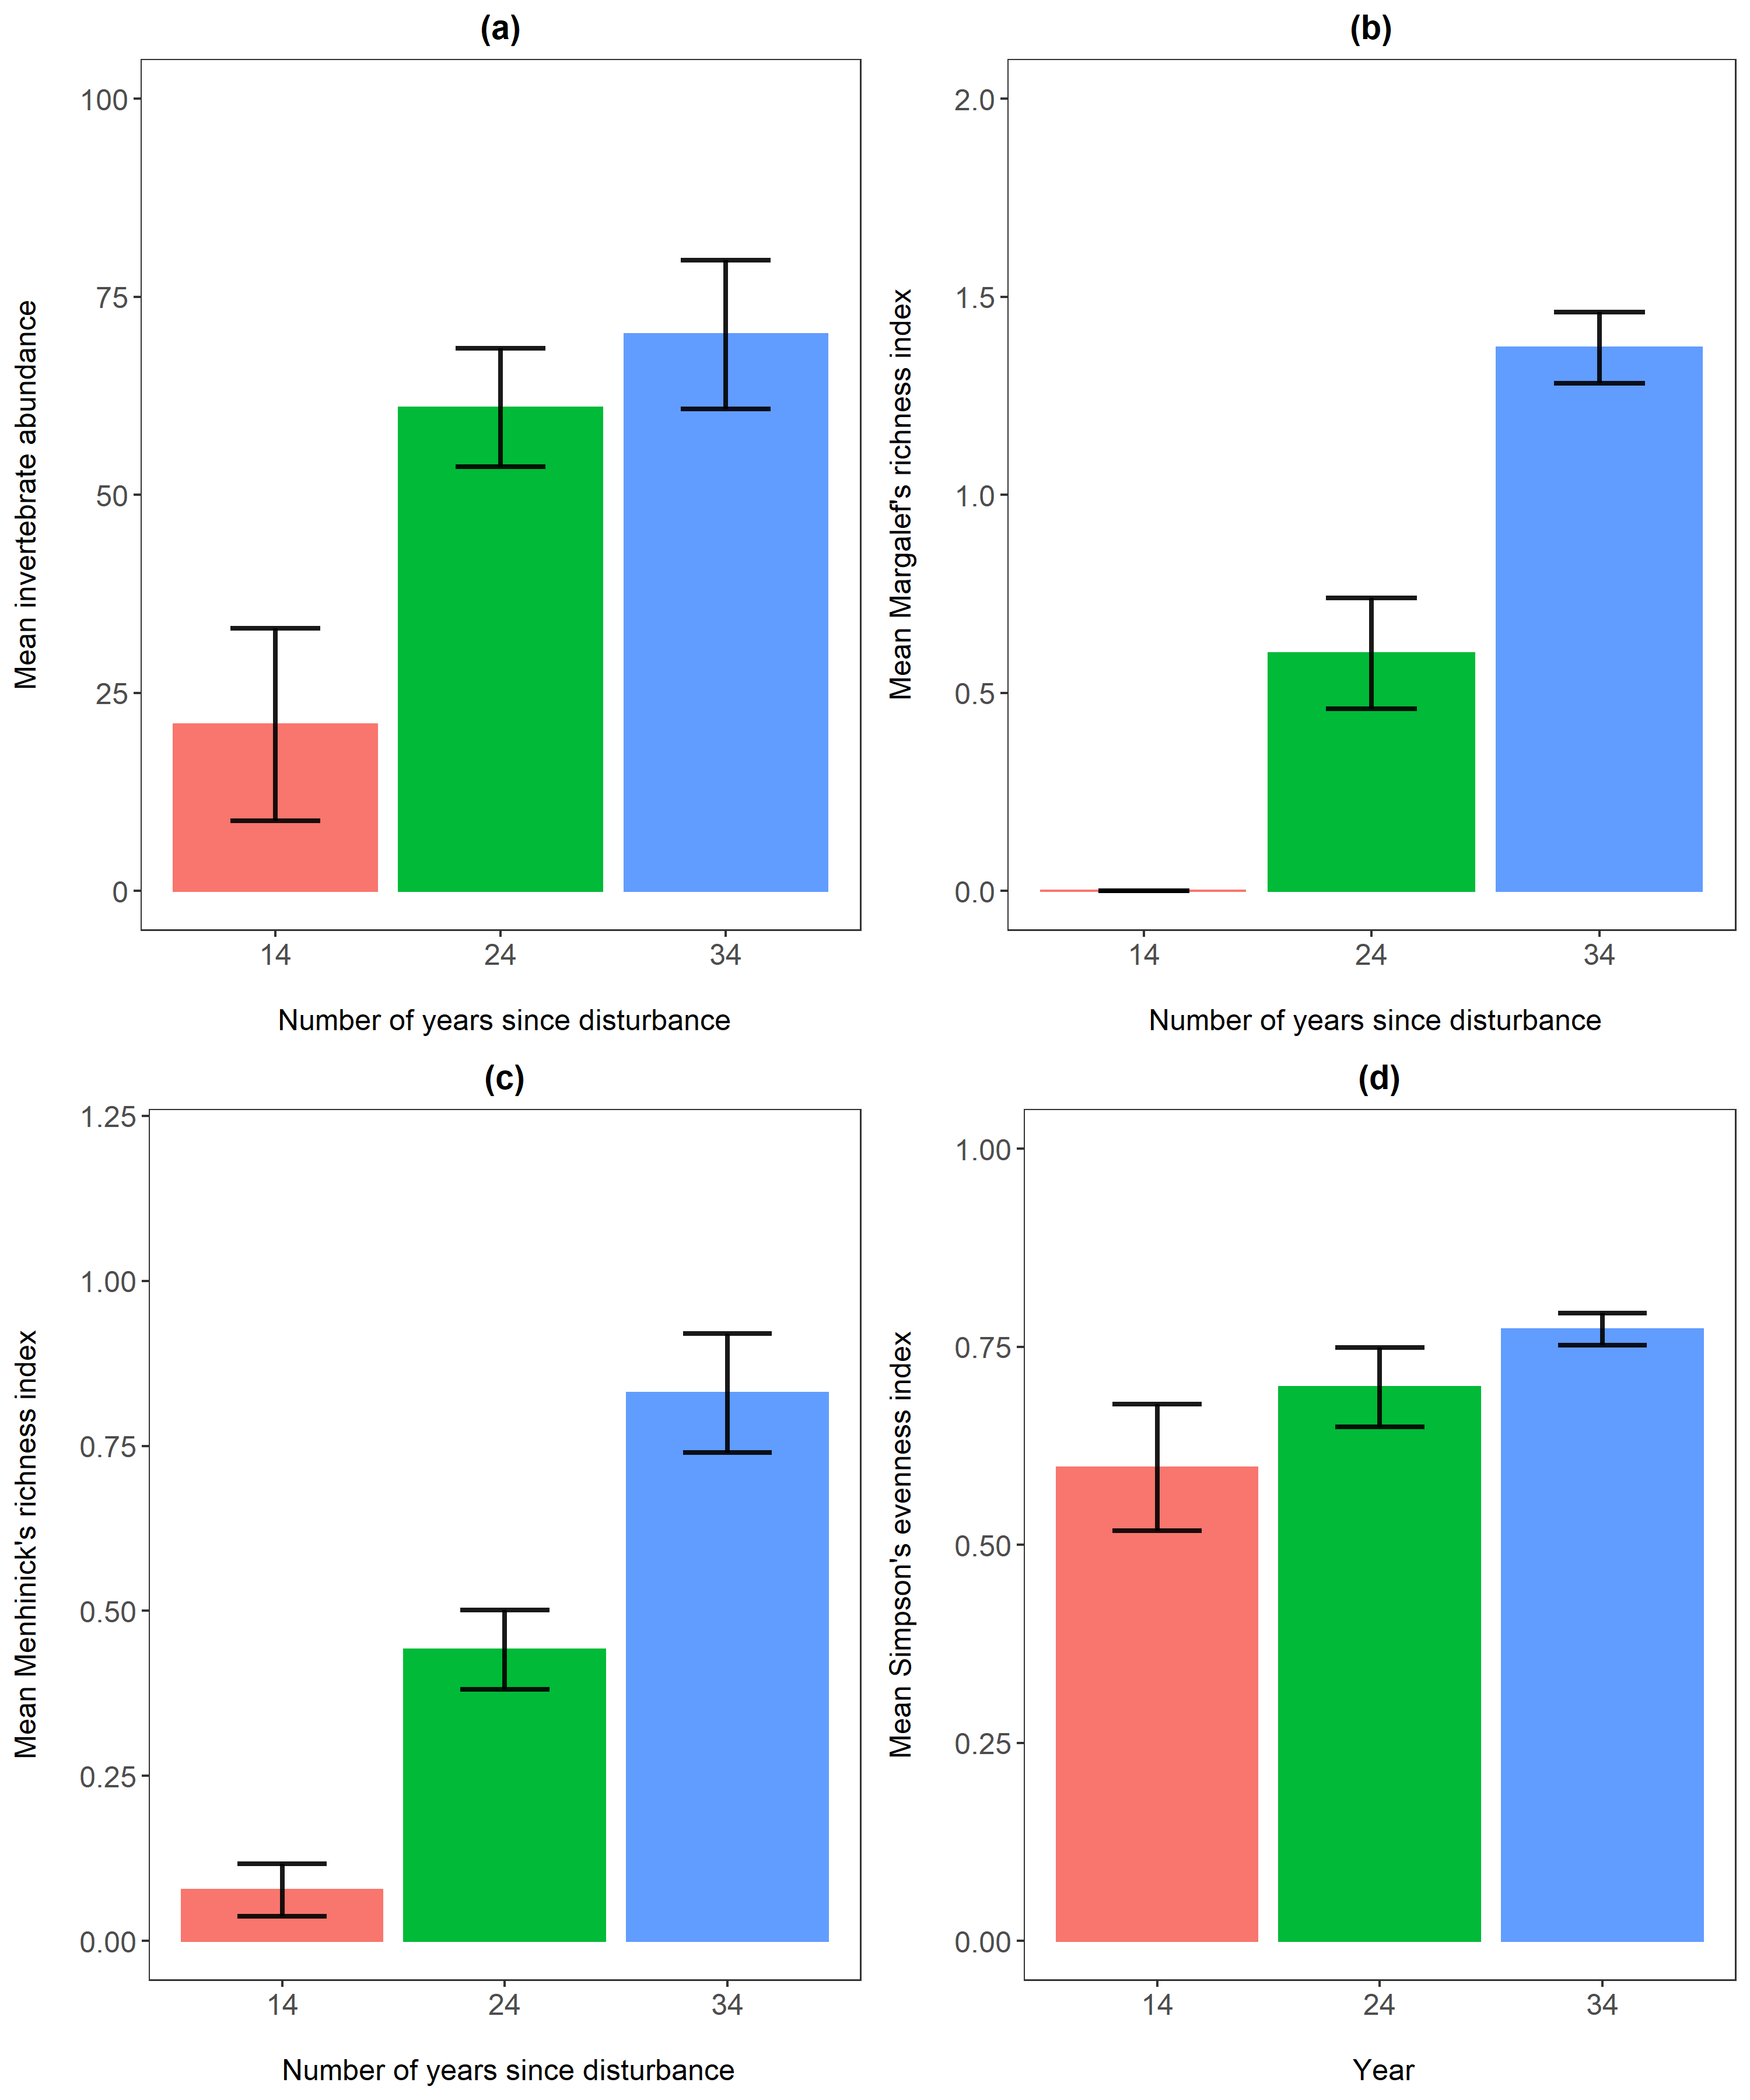 (a)
Mean invertebrate abundance
100
75
50
25
0
14 24 34
Number of years since disturbance
(b)
Mean Margalef's richness index
2.0
1.5
1.0
0.5
0.0
14 24 34
Number of years since disturbance
(c)
Mean Menhinick's richness index
1.25
1.00
0.75
0.50
0.25
0.00
14 24 34
Number of years since disturbance
(d)
Mean Simpson's evenness index
1.00
0.75
0.50
0.25
0.00
14 24 34
Year